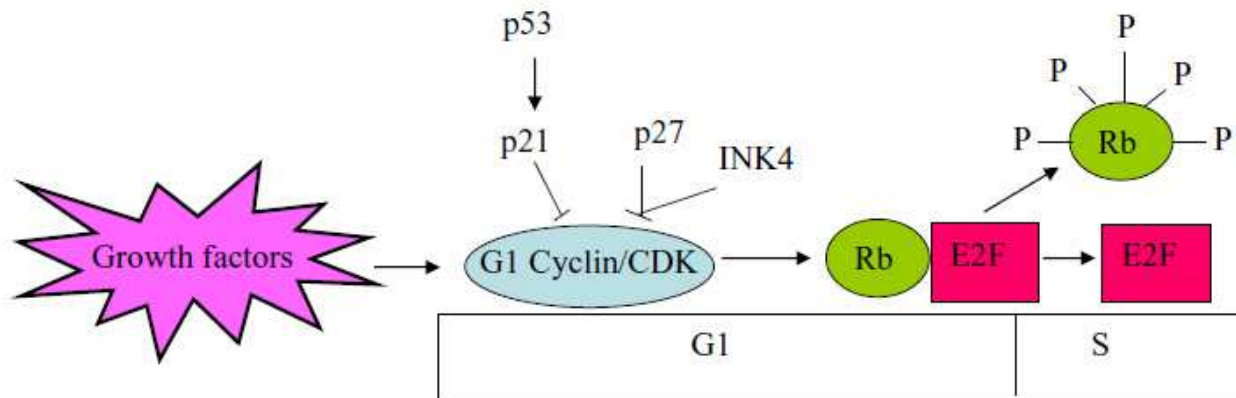 p53
p21
p27
INK4
Growth factors
G1 Cyclin/CDK
Rb
E2F
P
P
P
P
P
Rb
E2F
G1
S